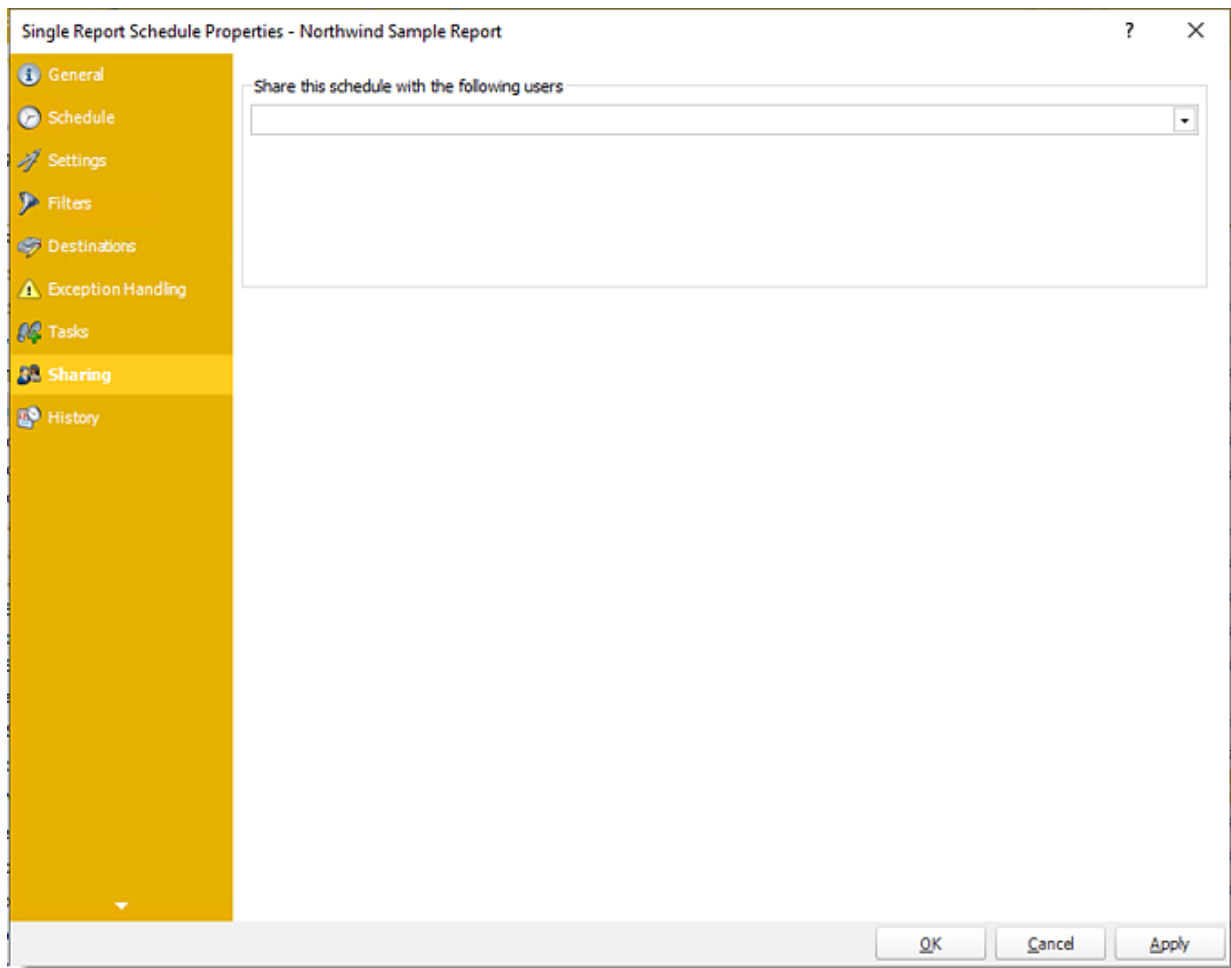 Single Report Schedule Properties - Northwind Sample Report
?
General
Schedule
Settings
Filters
Destinations
Exception Handling
Tasks
Sharing
History
Share this schedule with the following users
OK
Cancel
Apply